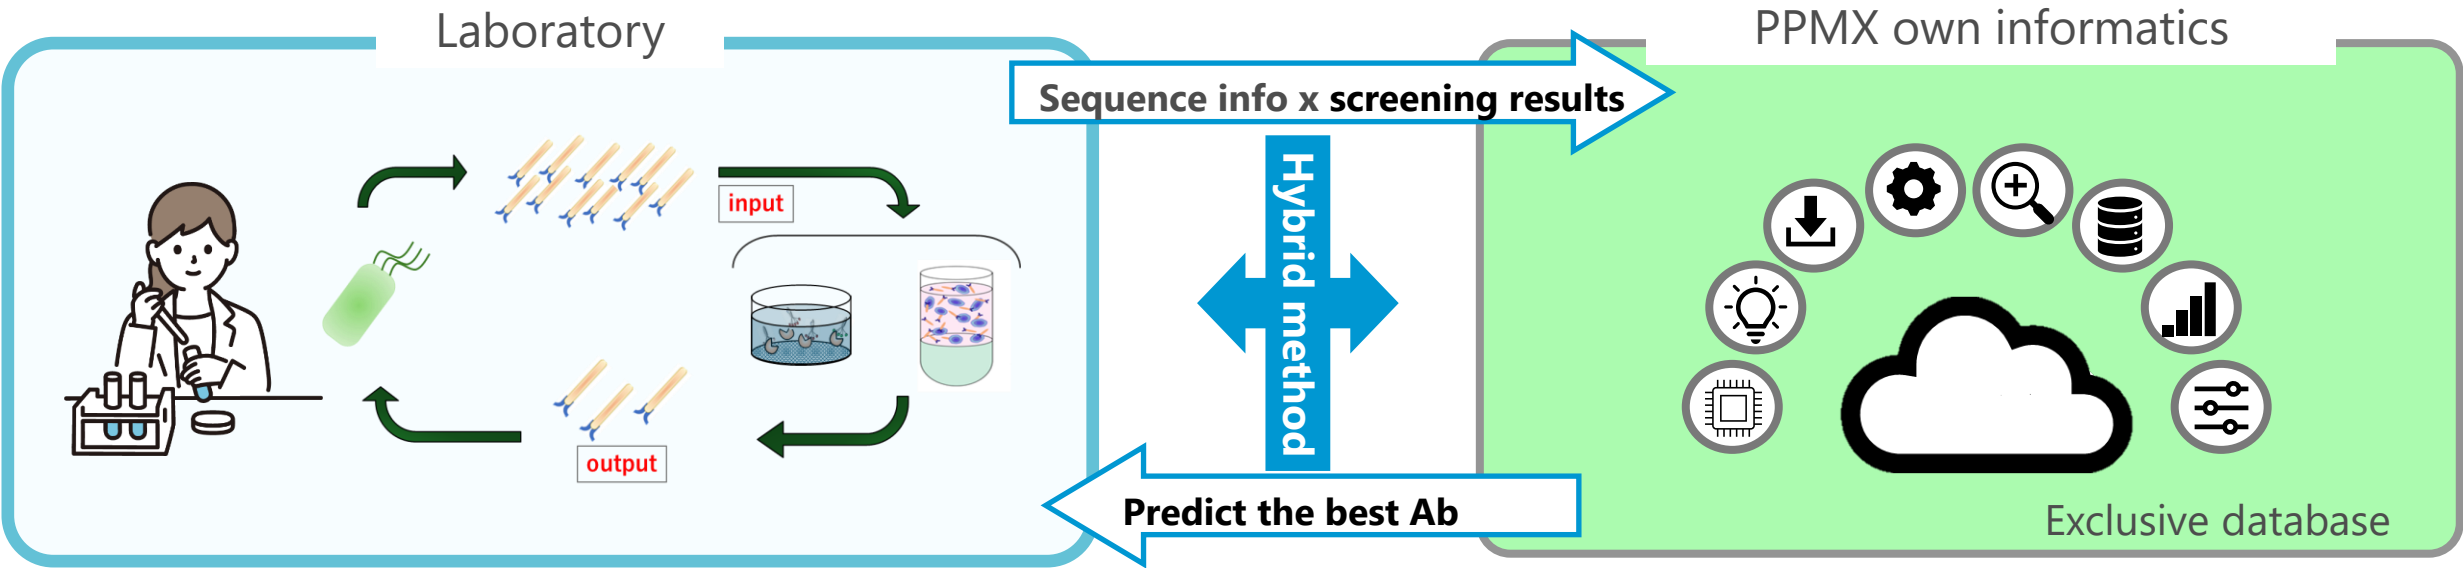 Laboratory
PPMX own informatics
Sequence info x screening results
input
Hybrid method
output
Predict the best Ab
Exclusive database